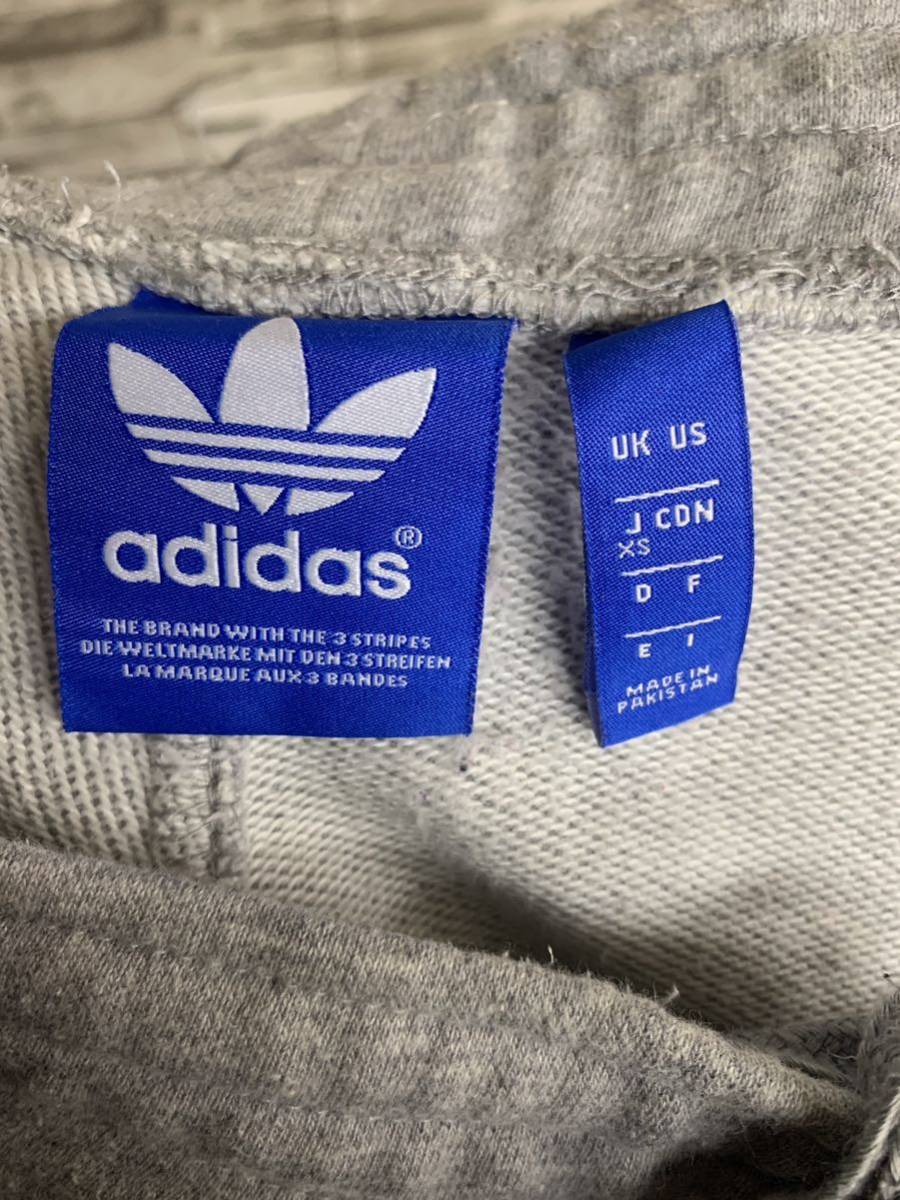 adidas®
THE BRAND WITH THE 3 STRIPES
DIE WELTMARKE MIT DEN 3 STREIFEN
LA MARQUE AUX 3 BANDES
UK US
J CDN
XS
D F
E I
MADE IN
PAKISTAN